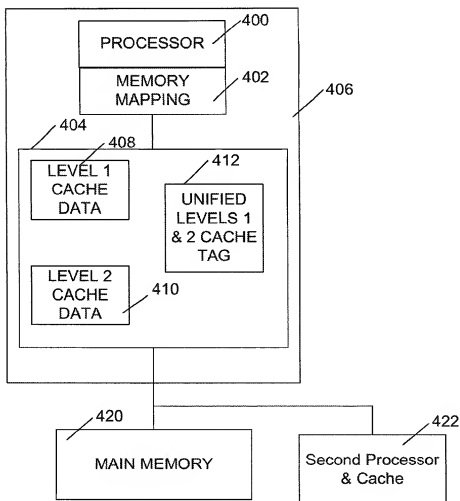 400
PROCESSOR
MEMORY
MAPPING
402
406
404
408
LEVEL 1
CACHE
DATA
412
UNIFIED
LEVELS 1
& 2 CACHE
TAG
LEVEL 2
CACHE
DATA
410
420
MAIN MEMORY
422
Second Processor
& Cache